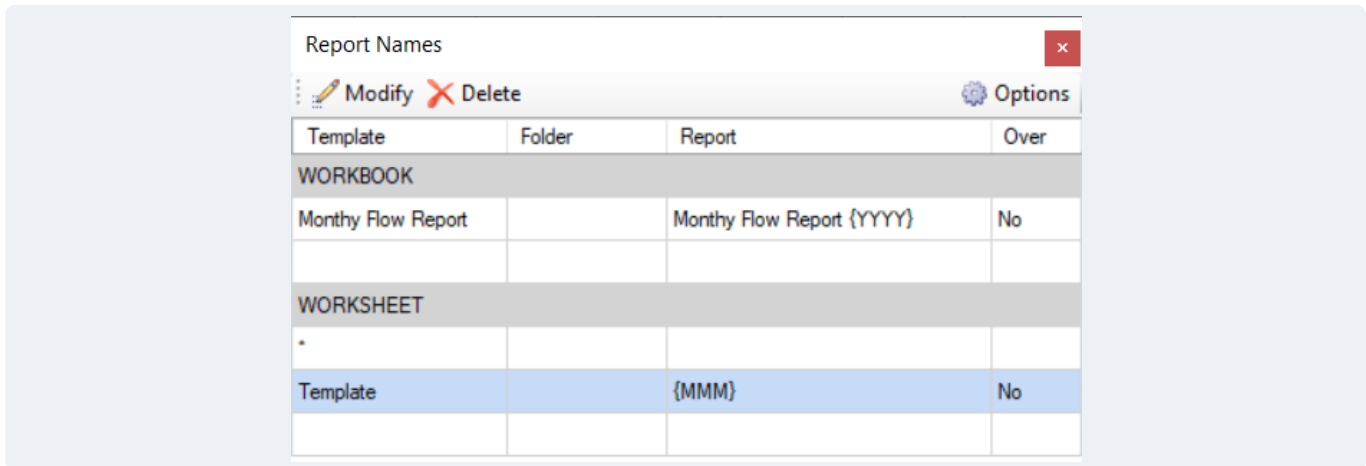 Report Names
Modify Delete Options
Template Folder Report Over
WORKBOOK
Monthy Flow Report Monthy Flow Report {YYYY} No
WORKSHEET
*
Template {MMM} No